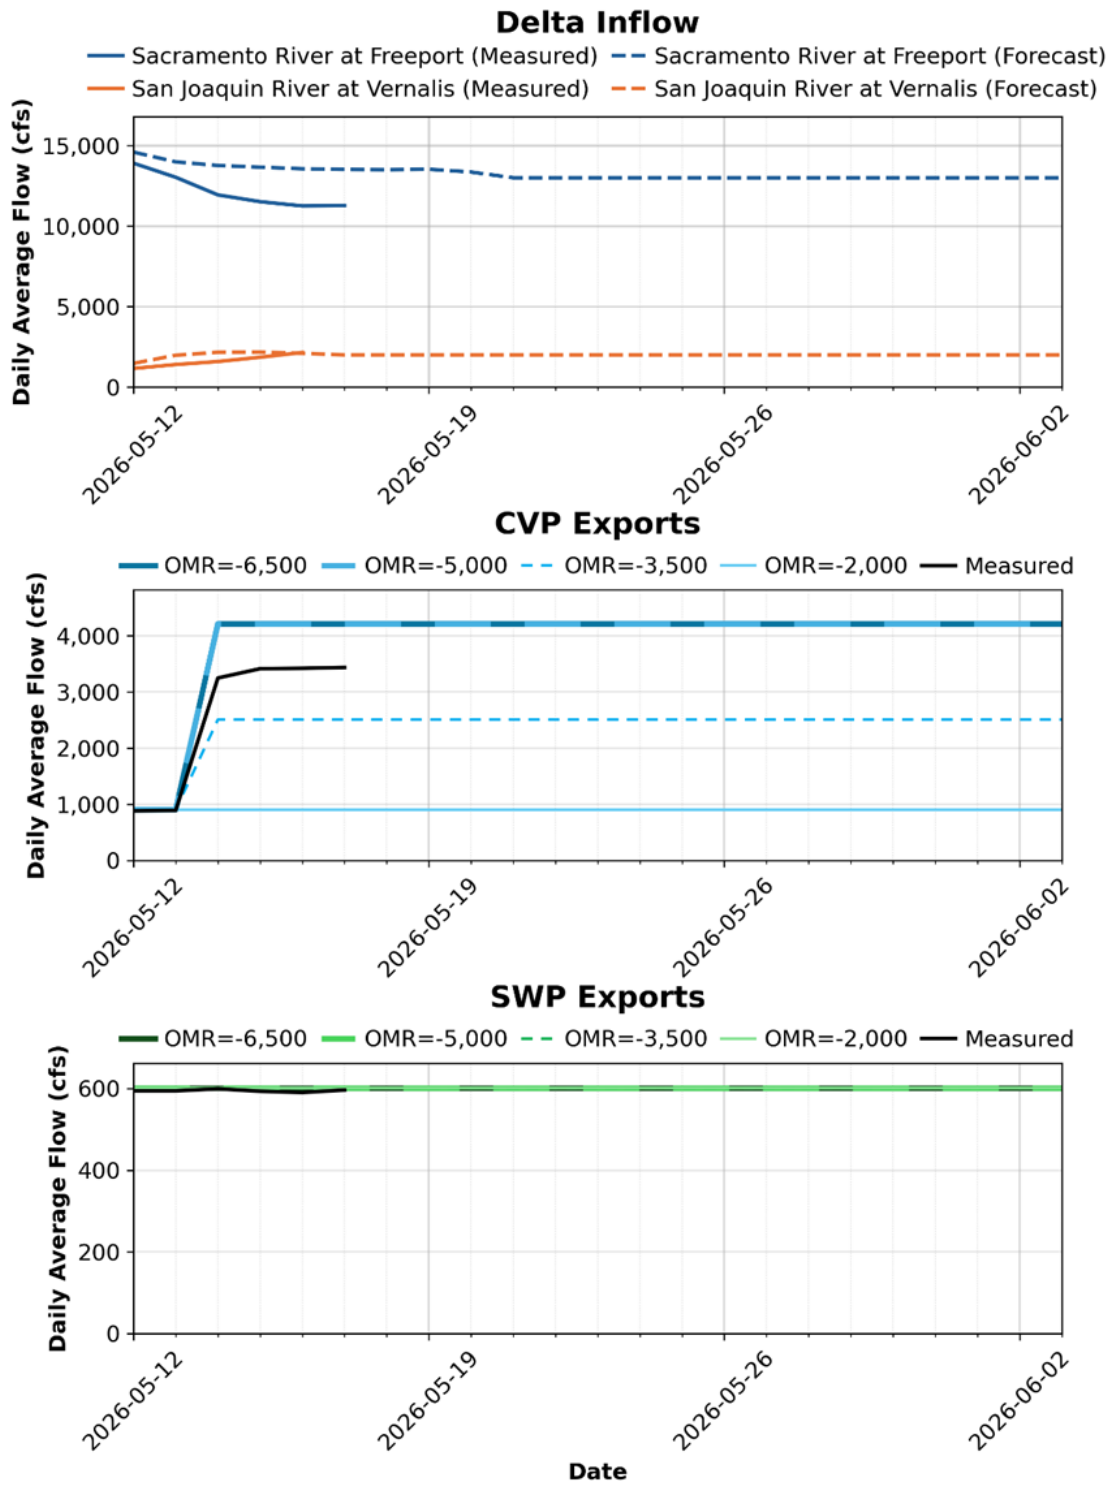 Delta Inflow
Sacramento River at Freeport (Measured) Sacramento River at Freeport (Forecast)
San Joaquin River at Vernalis (Measured) San Joaquin River at Vernalis (Forecast)
Daily Average Flow (cfs)
15,000
10,000
5,000
0
2026-05-12 2026-05-19 2026-05-26 2026-06-02
CVP Exports
OMR=-6,500 OMR=-5,000 OMR=-3,500 OMR=-2,000 Measured
Daily Average Flow (cfs)
4,000
3,000
2,000
1,000
0
2026-05-12 2026-05-19 2026-05-26 2026-06-02
SWP Exports
OMR=-6,500 OMR=-5,000 OMR=-3,500 OMR=-2,000 Measured
Daily Average Flow (cfs)
600
400
200
0
2026-05-12 2026-05-19 2026-05-26 2026-06-02
Date